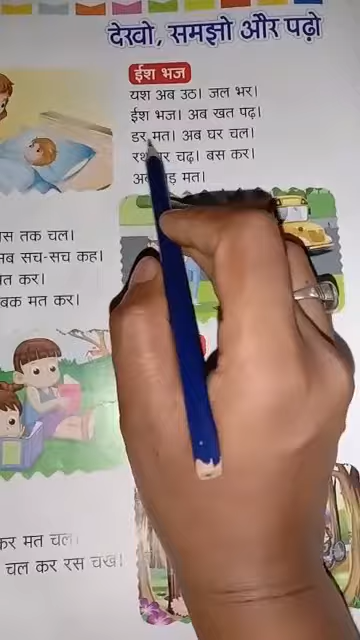 देखो, समझो और पढ़ो
ईश भज
यश अब उठ। जल भर।
ईश भज। अब खत पढ़।
डर मत। अब घर चल।
चढ़। बस कर।
मत।
तक चल।
सच-सच कह।
कर।
मत कर।
मत चल
चल कर रस चख।